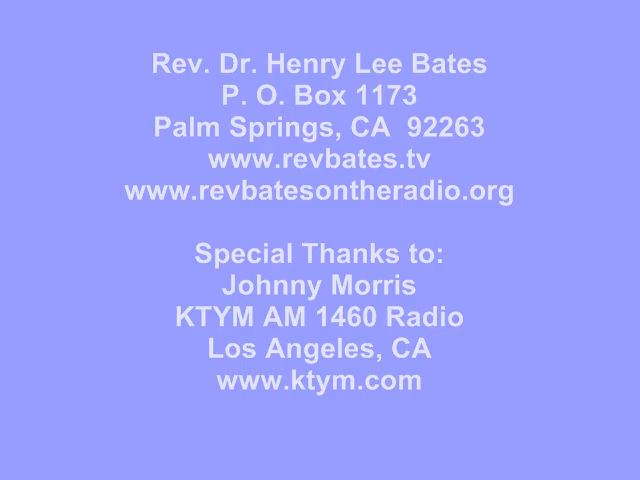 Rev. Dr. Henry Lee Bates
P. O. Box 1173
Palm Springs, CA  92263
www.revbates.tv
www.revbatesontheradio.org
Special Thanks to:
Johnny Morris
KTYM AM 1460 Radio
Los Angeles, CA
www.ktym.com